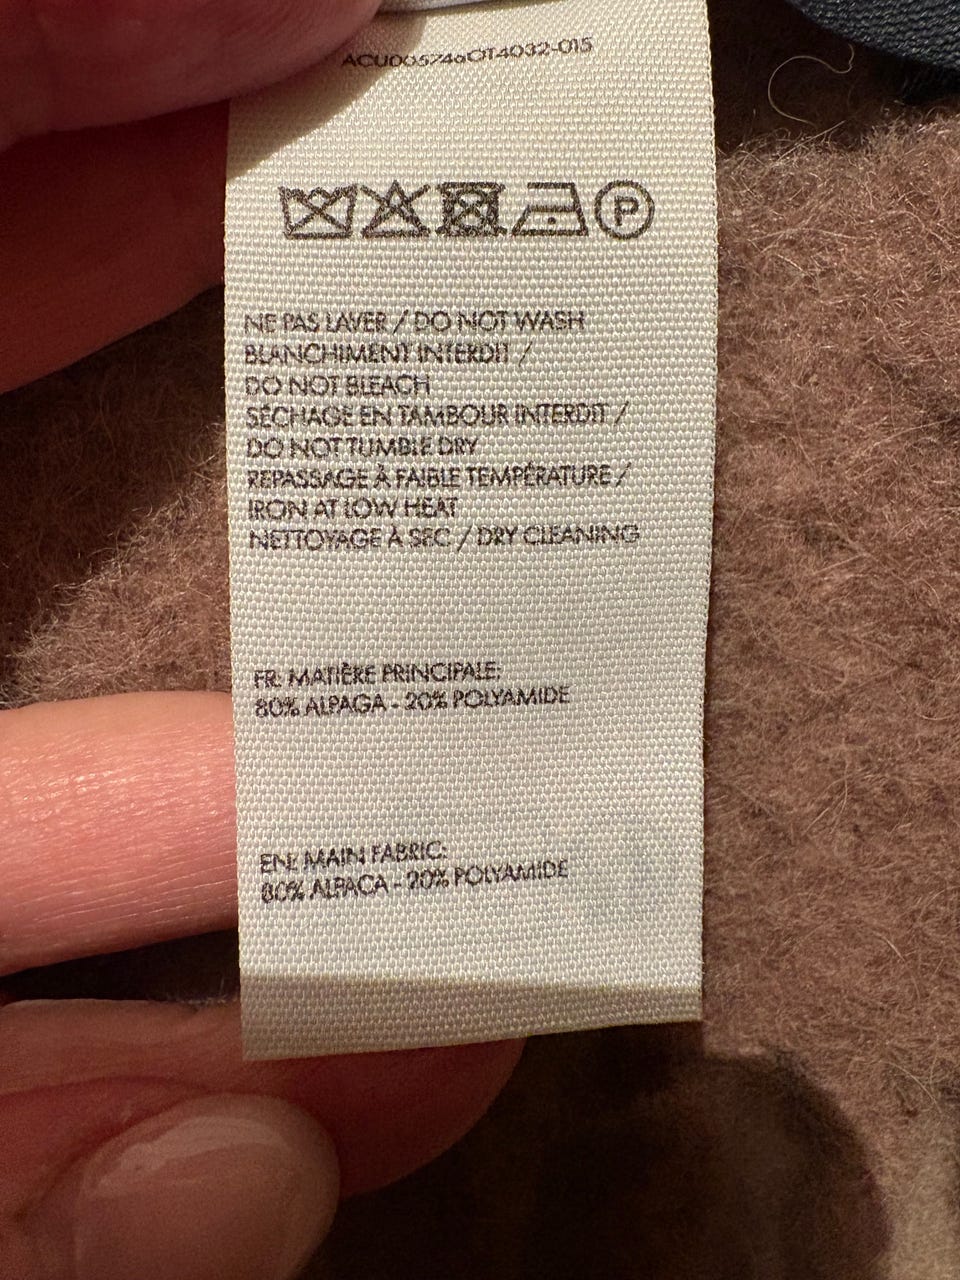 ACU005746OT4032-015
P
NE PAS LAVER / DO NOT WASH
BLANCHIMENT INTERDIT /
DO NOT BLEACH
SÉCHAGE EN TAMBOUR INTERDIT /
DO NOT TUMBLE DRY
REPASSAGE À FAIBLE TEMPÉRATURE /
IRON AT LOW HEAT
NETTOYAGE À SEC / DRY CLEANING
FR: MATIÈRE PRINCIPALE:
80% ALPAGA - 20% POLYAMIDE
EN: MAIN FABRIC:
80% ALPACA - 20% POLYAMIDE